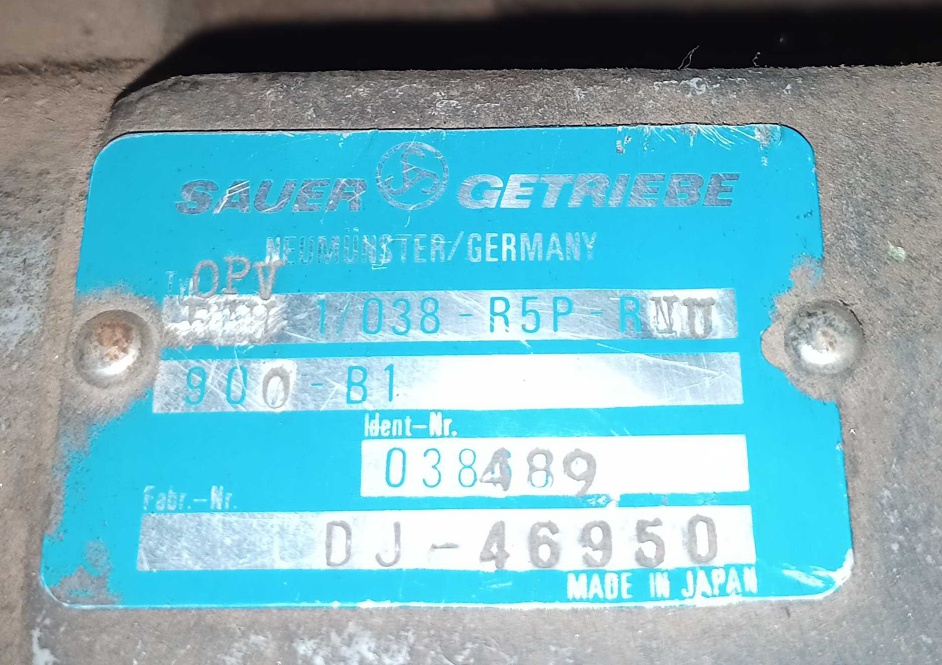 SAUER GETRIEBE
NEUMÜNSTER/GERMANY
OPV
1/038-R5P-RNU
900-B1
Ident-Nr.
038489
Fabr.-Nr.
DJ-46950
MADE IN JAPAN